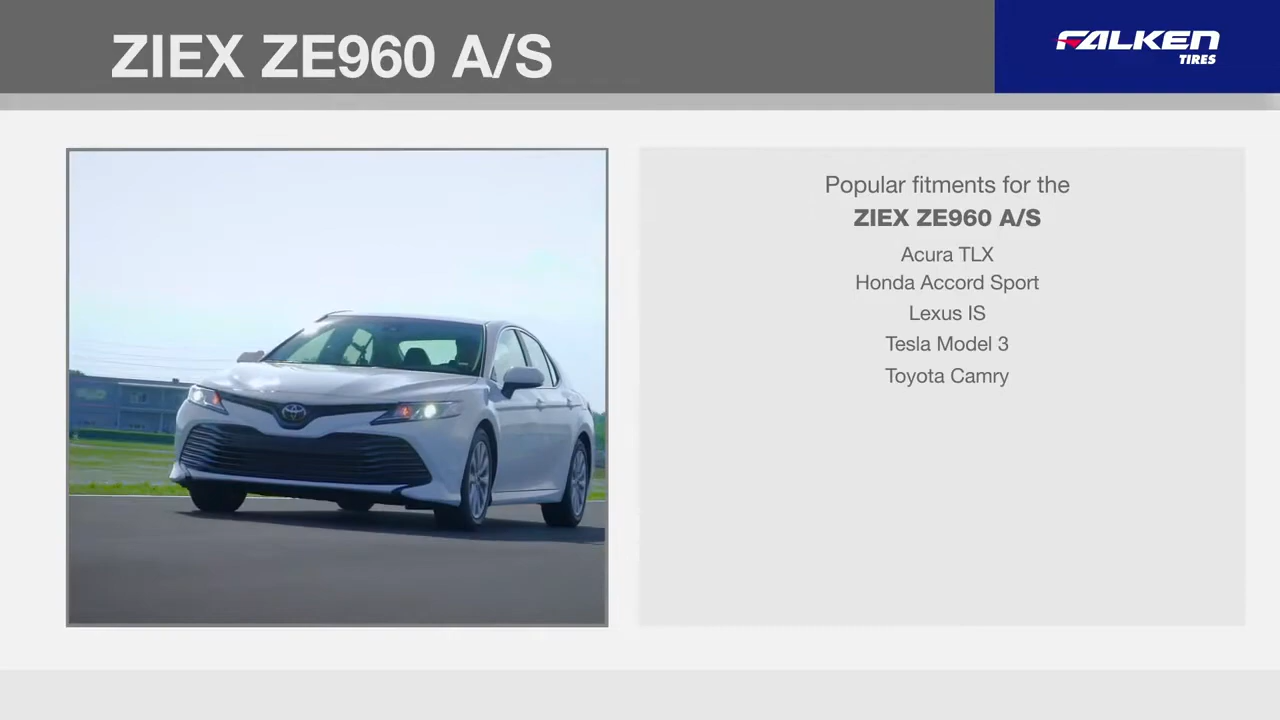 ZIEX ZE960 A/S
FALKEN
TIRES
Popular fitments for the
ZIEX ZE960 A/S
Acura TLX
Honda Accord Sport
Lexus IS
Tesla Model 3
Toyota Camry